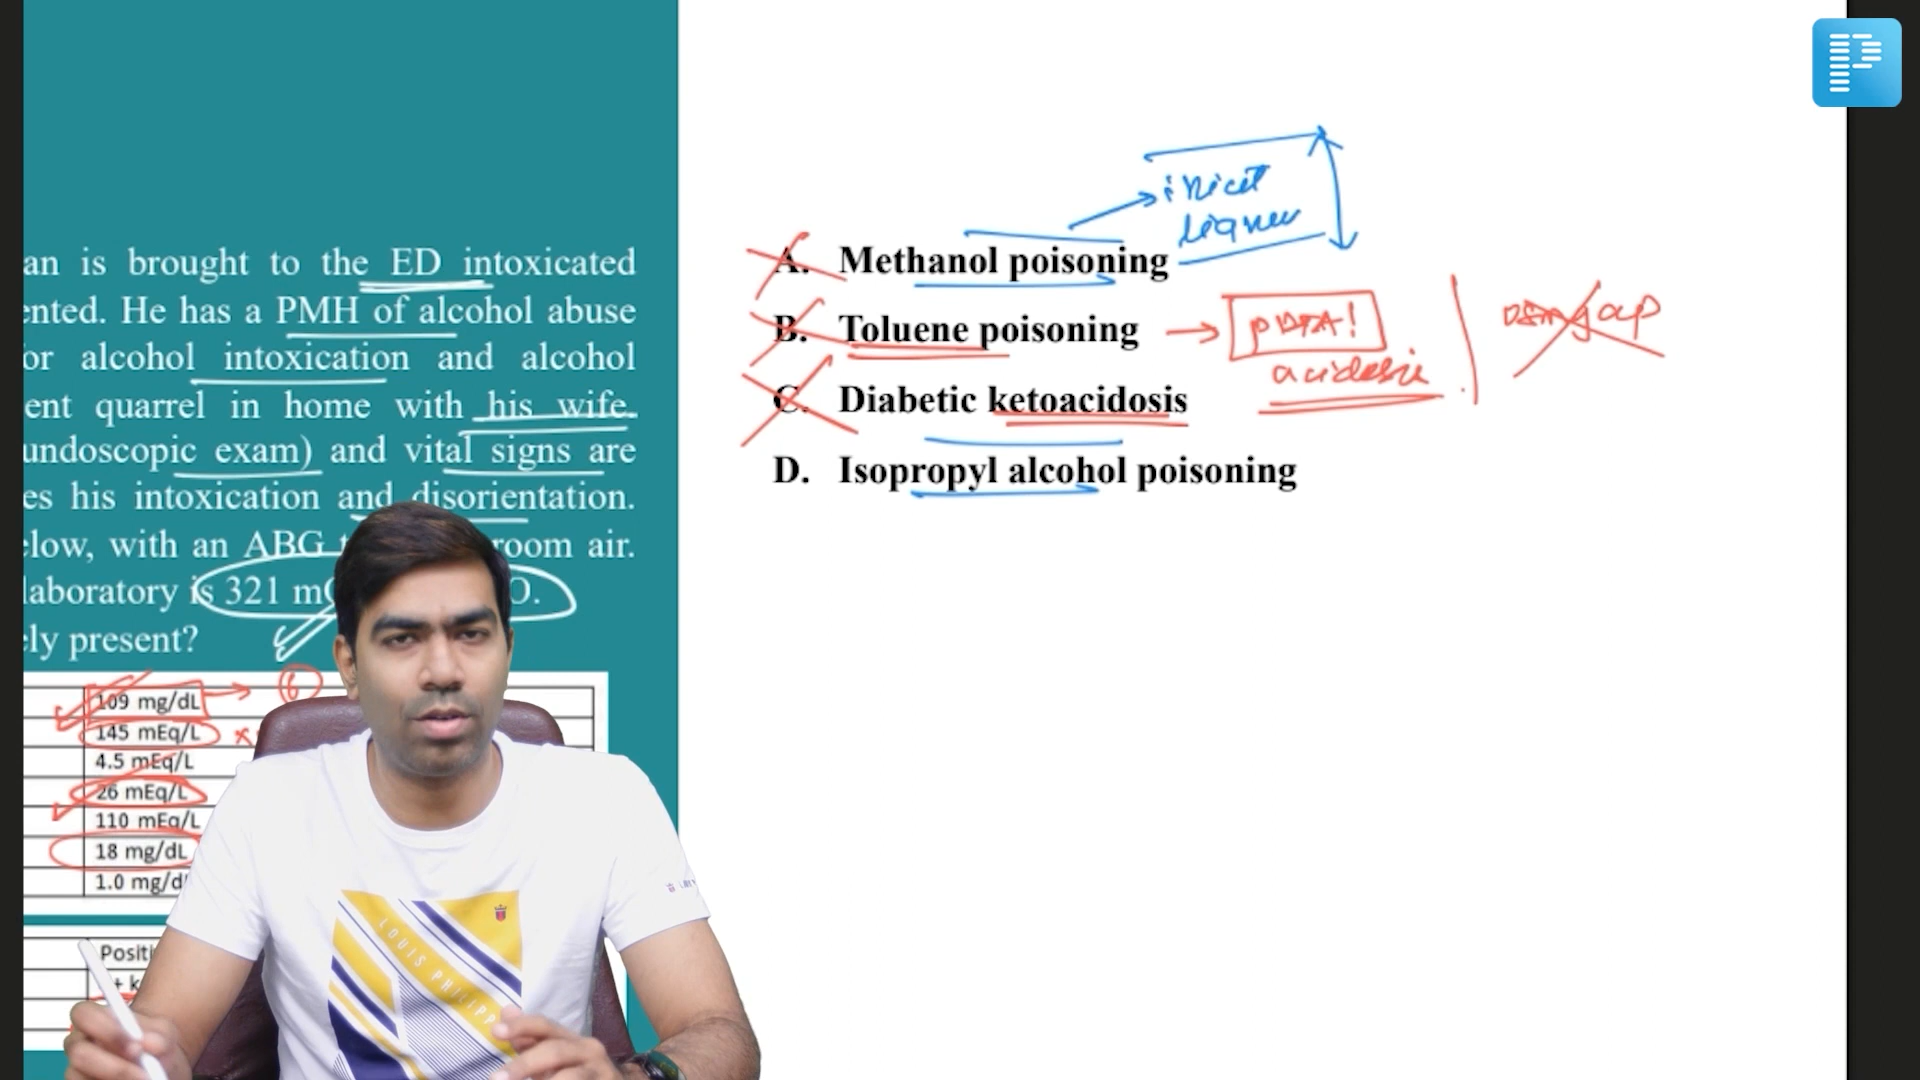 an is brought to the ED intoxicated
ented. He has a PMH of alcohol abuse
or alcohol intoxication and alcohol
ent quarrel in home with his wife.
undoscopic exam) and vital signs are
es his intoxication and disorientation.
elow, with an ABG room air.
laboratory is 321 m O.
ely present?
109 mg/dL → 6
145 mEq/L
4.5 mEq/L
26 mEq/L
110 mEq/L
18 mg/dL
1.0 mg/d
Positi
+ k
liquor
A. Methanol poisoning
B. Toluene poisoning
C. Diabetic ketoacidosis
D. Isopropyl alcohol poisoning
acidosis
LOUIS PHILIPP
P